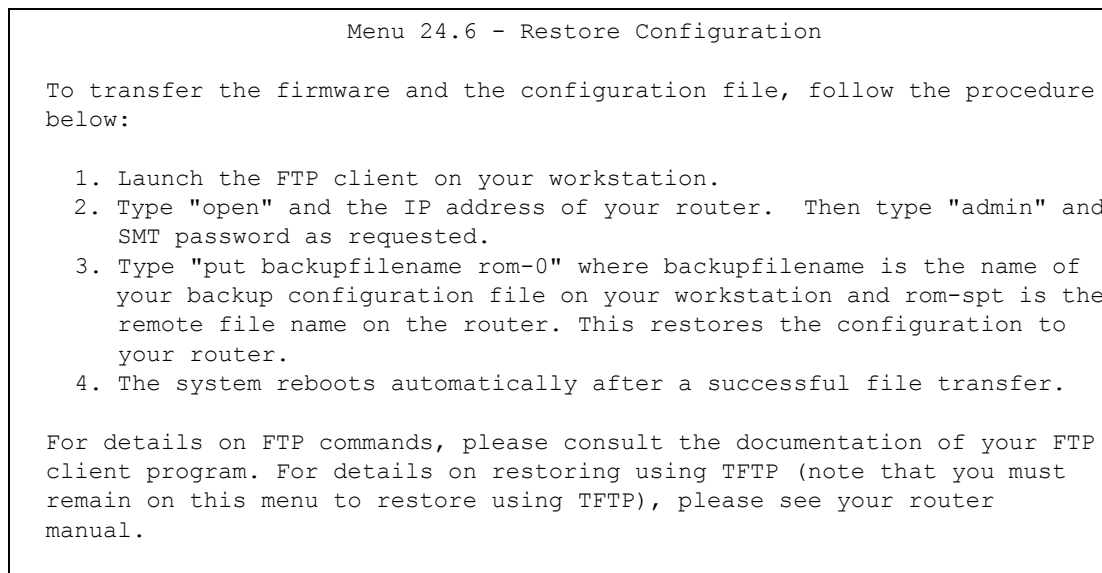 Menu 24.6 - Restore Configuration
To transfer the firmware and the configuration file, follow the procedure
below:
1. Launch the FTP client on your workstation.
2. Type "open" and the IP address of your router.  Then type "admin" and
SMT password as requested.
3. Type "put backupfilename rom-0" where backupfilename is the name of
your backup configuration file on your workstation and rom-spt is the
remote file name on the router. This restores the configuration to
your router.
4. The system reboots automatically after a successful file transfer.
For details on FTP commands, please consult the documentation of your FTP
client program. For details on restoring using TFTP (note that you must
remain on this menu to restore using TFTP), please see your router
manual.